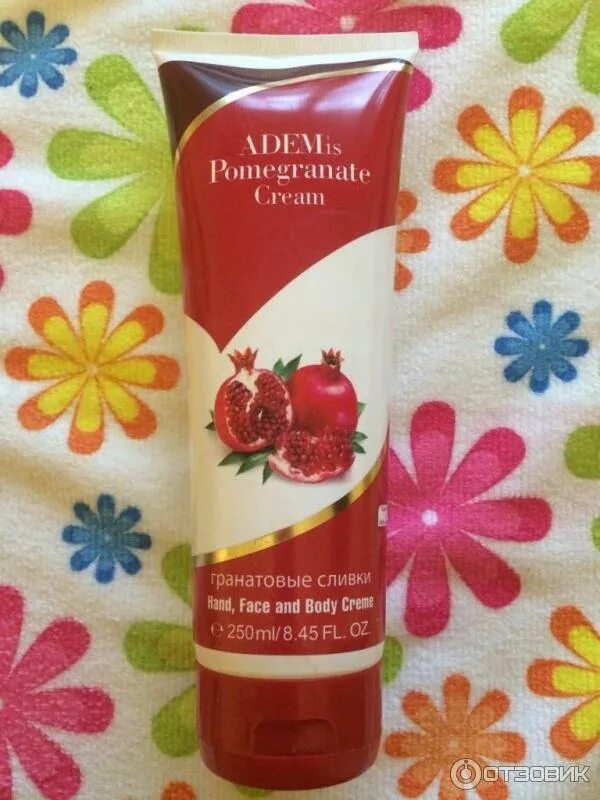 ADEMis
Pomegranate
Cream
гранатовые сливки
Hand, Face and Body Creme
℮ 250ml/8.45 FL. OZ.
ОТЗОВИК